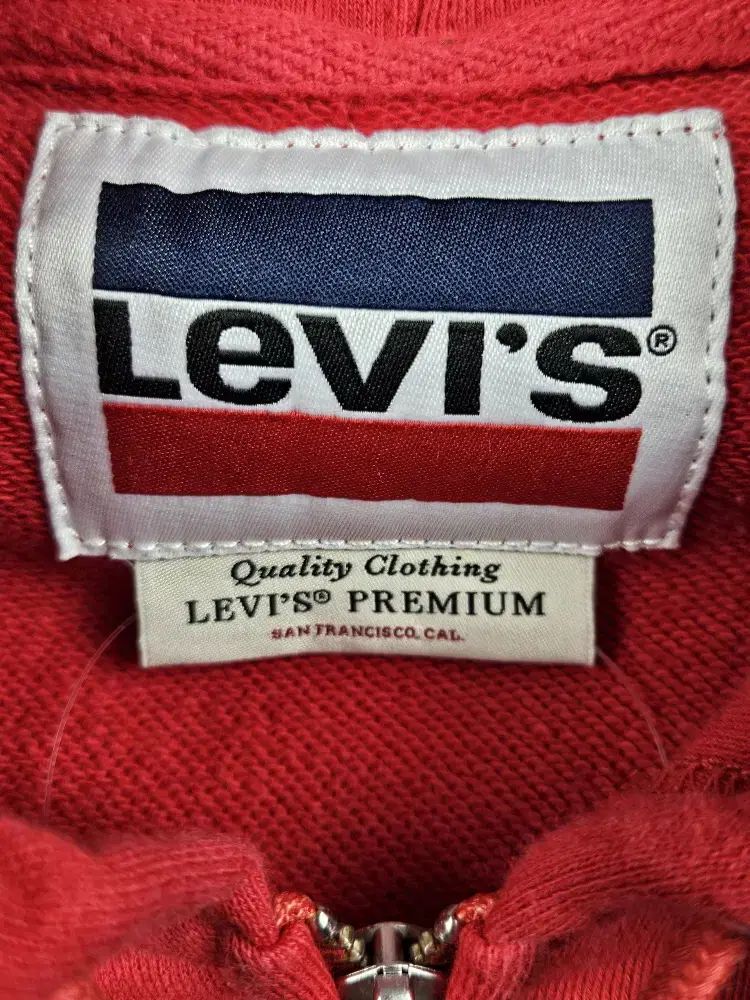 LEVI'S®
Quality Clothing
LEVI'S® PREMIUM
SAN FRANCISCO, CAL.